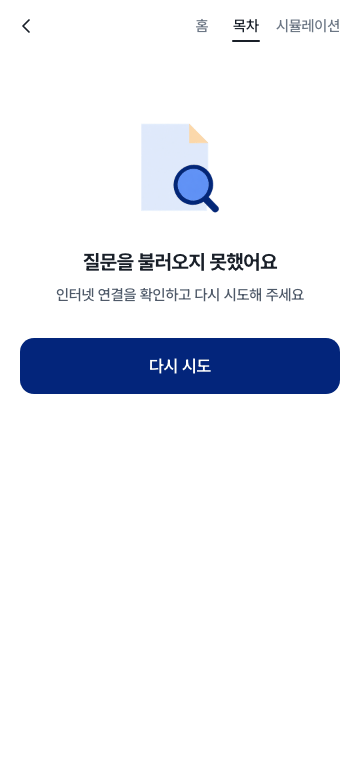 홈 목차 시뮬레이션
질문을 불러오지 못했어요
인터넷 연결을 확인하고 다시 시도해 주세요
다시 시도